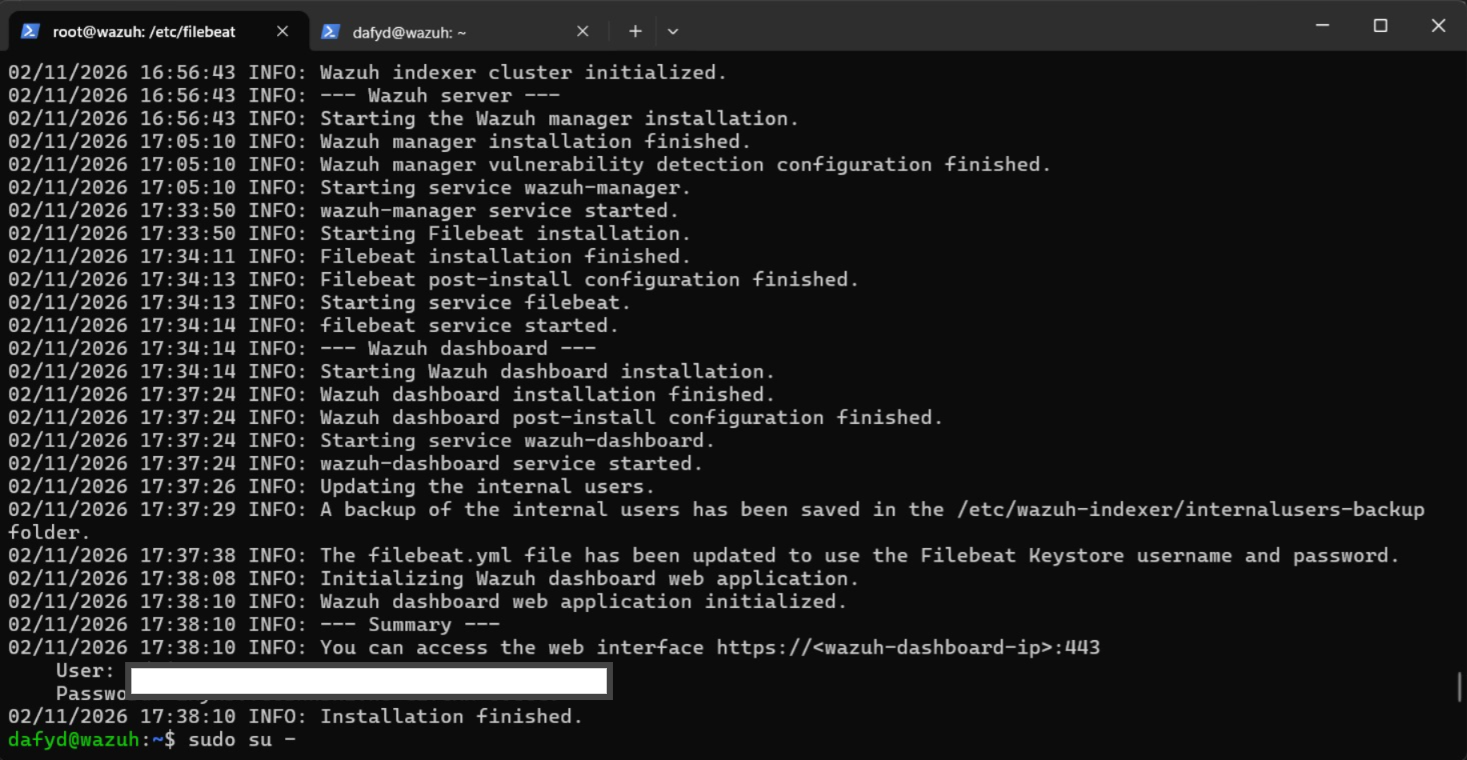 root@wazuh: /etc/filebeat
dafyd@wazuh: ~
02/11/2026 16:56:43 INFO: Wazuh indexer cluster initialized.
02/11/2026 16:56:43 INFO: --- Wazuh server ---
02/11/2026 16:56:43 INFO: Starting the Wazuh manager installation.
02/11/2026 17:05:10 INFO: Wazuh manager installation finished.
02/11/2026 17:05:10 INFO: Wazuh manager vulnerability detection configuration finished.
02/11/2026 17:05:10 INFO: Starting service wazuh-manager.
02/11/2026 17:33:50 INFO: wazuh-manager service started.
02/11/2026 17:33:50 INFO: Starting Filebeat installation.
02/11/2026 17:34:11 INFO: Filebeat installation finished.
02/11/2026 17:34:13 INFO: Filebeat post-install configuration finished.
02/11/2026 17:34:13 INFO: Starting service filebeat.
02/11/2026 17:34:14 INFO: filebeat service started.
02/11/2026 17:34:14 INFO: --- Wazuh dashboard ---
02/11/2026 17:34:14 INFO: Starting Wazuh dashboard installation.
02/11/2026 17:37:24 INFO: Wazuh dashboard installation finished.
02/11/2026 17:37:24 INFO: Wazuh dashboard post-install configuration finished.
02/11/2026 17:37:24 INFO: Starting service wazuh-dashboard.
02/11/2026 17:37:24 INFO: wazuh-dashboard service started.
02/11/2026 17:37:26 INFO: Updating the internal users.
02/11/2026 17:37:29 INFO: A backup of the internal users has been saved in the /etc/wazuh-indexer/internalusers-backup
folder.
02/11/2026 17:37:38 INFO: The filebeat.yml file has been updated to use the Filebeat Keystore username and password.
02/11/2026 17:38:08 INFO: Initializing Wazuh dashboard web application.
02/11/2026 17:38:10 INFO: Wazuh dashboard web application initialized.
02/11/2026 17:38:10 INFO: --- Summary ---
02/11/2026 17:38:10 INFO: You can access the web interface https://<wazuh-dashboard-ip>:443
User:
Passwo
02/11/2026 17:38:10 INFO: Installation finished.
dafyd@wazuh:~$ sudo su -